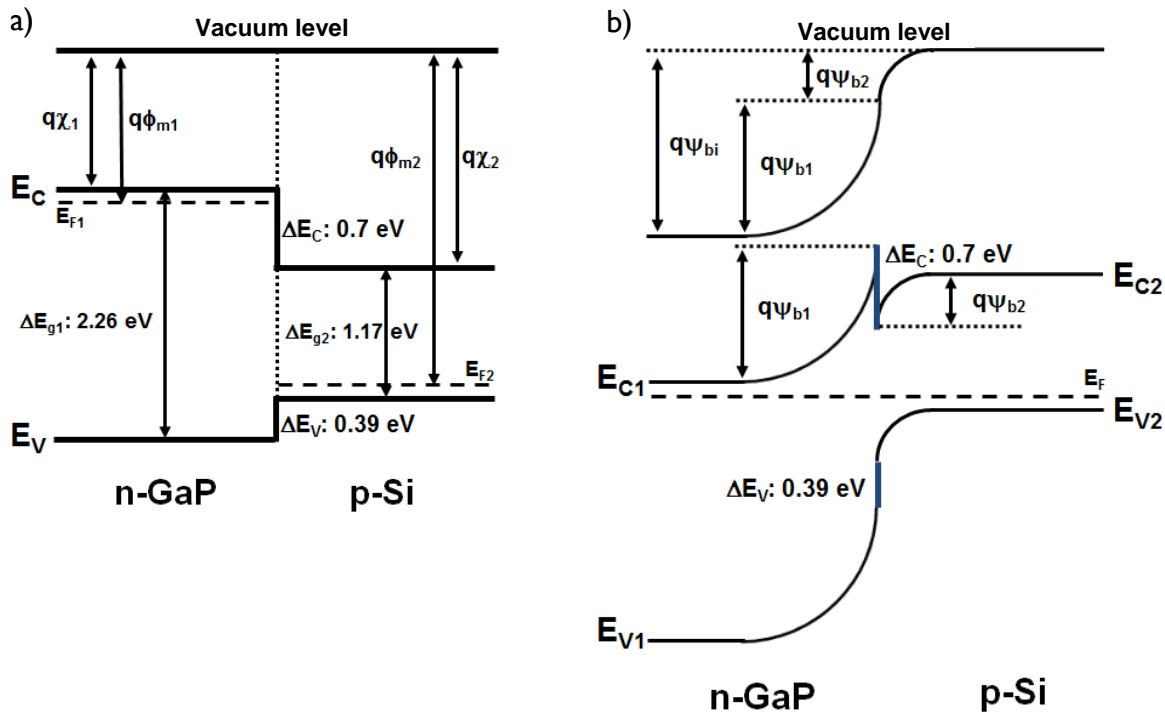 a)
Vacuum level
qχ1
qϕm1
qϕm2
qχ2
EC
EF1
ΔEC: 0.7 eV
ΔEg1: 2.26 eV
ΔEg2: 1.17 eV
EF2
EV
ΔEV: 0.39 eV
n-GaP
p-Si
b)
Vacuum level
qψb2
qψbi
qψb1
ΔEC: 0.7 eV
EC2
qψb1
qψb2
EC1
EF
EV2
ΔEV: 0.39 eV
EV1
n-GaP
p-Si